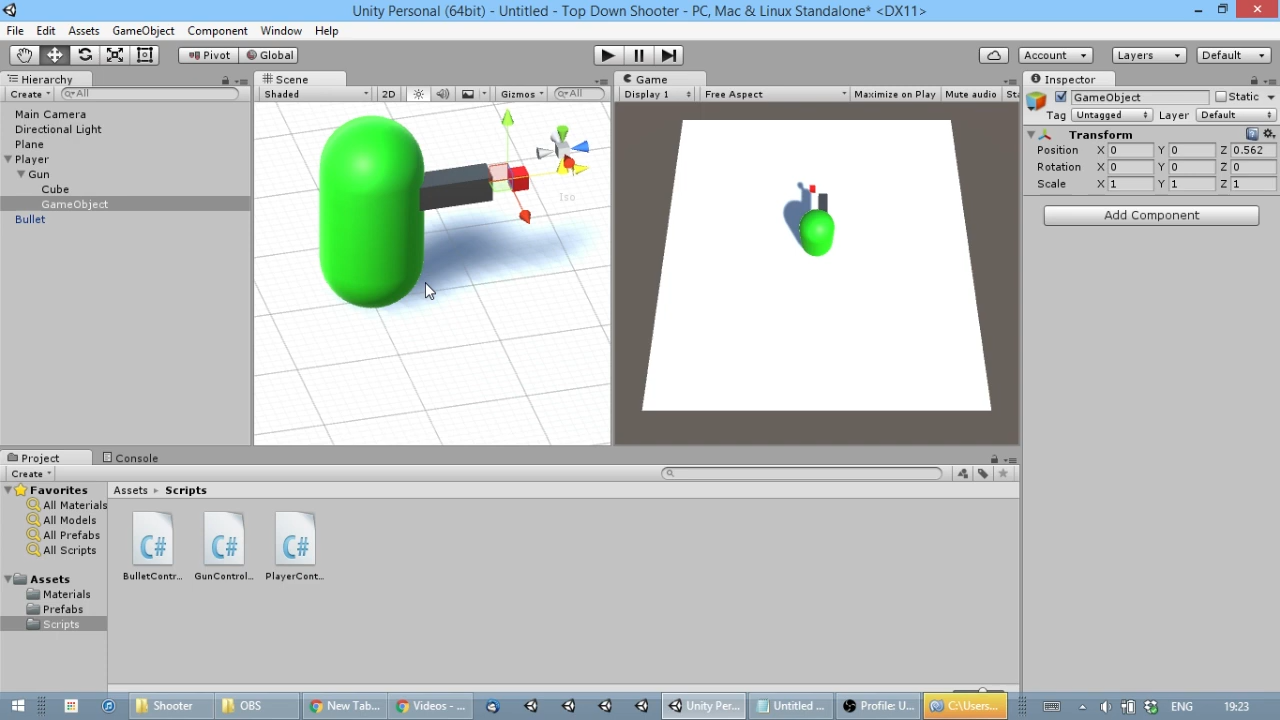 Unity Personal (64bit) - Untitled - Top Down Shooter - PC, Mac & Linux Standalone* <DX11>
File Edit Assets GameObject Component Window Help
Pivot Global Account Layers Default
Hierarchy
Create All
Main Camera
Directional Light
Plane
Player
Gun
Cube
GameObject
Bullet
Scene
Shaded 2D Gizmos All
Iso
Game
Display 1 Free Aspect Maximize on Play Mute audio St
Inspector
GameObject Static
Tag Untagged Layer Default
Transform
Position X 0 Y 0 Z 0.562
Rotation X 0 Y 0 Z 0
Scale X 1 Y 1 Z 1
Add Component
Project Console
Create
Favorites
All Materials
All Models
All Prefabs
All Scripts
Assets
Materials
Prefabs
Scripts
Assets Scripts
C# C# C#
BulletContr... GunControl... PlayerCont...
Shooter OBS New Tab... Videos - ... Unity Per... Untitled ... Profile: U... C:\Users... ENG 19:23